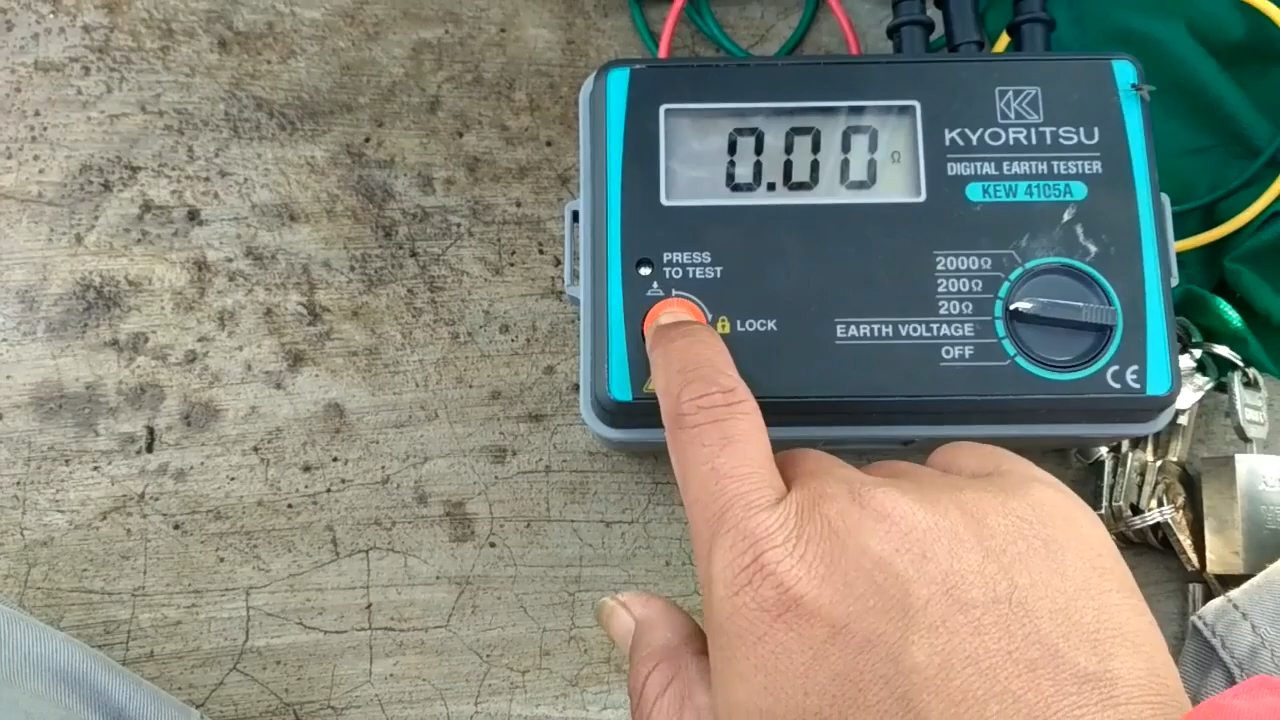 0.00 Ω
KYORITSU
DIGITAL EARTH TESTER
KEW 4105A
PRESS
TO TEST
LOCK
2000Ω
200Ω
20Ω
EARTH VOLTAGE
OFF
CE